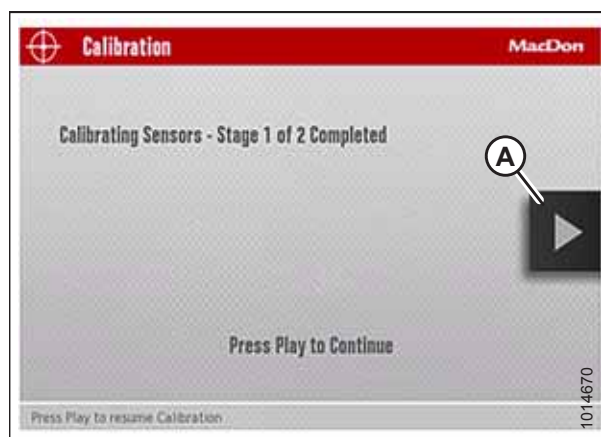 Calibration
MacDon
Calibrating Sensors - Stage 1 of 2 Completed
A
Press Play to Continue
Press Play to resume Calibration
1014670